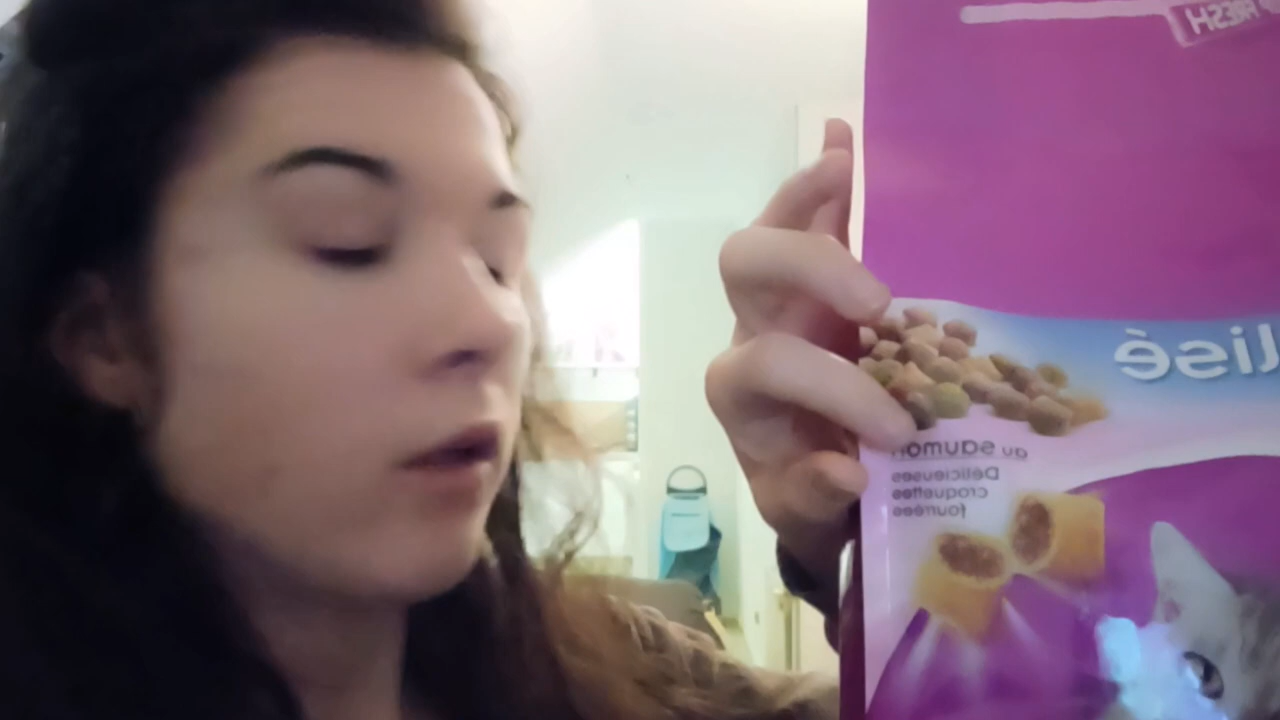 FRESH
lisé
au saumon
Délicieuses
croquettes
fourrées